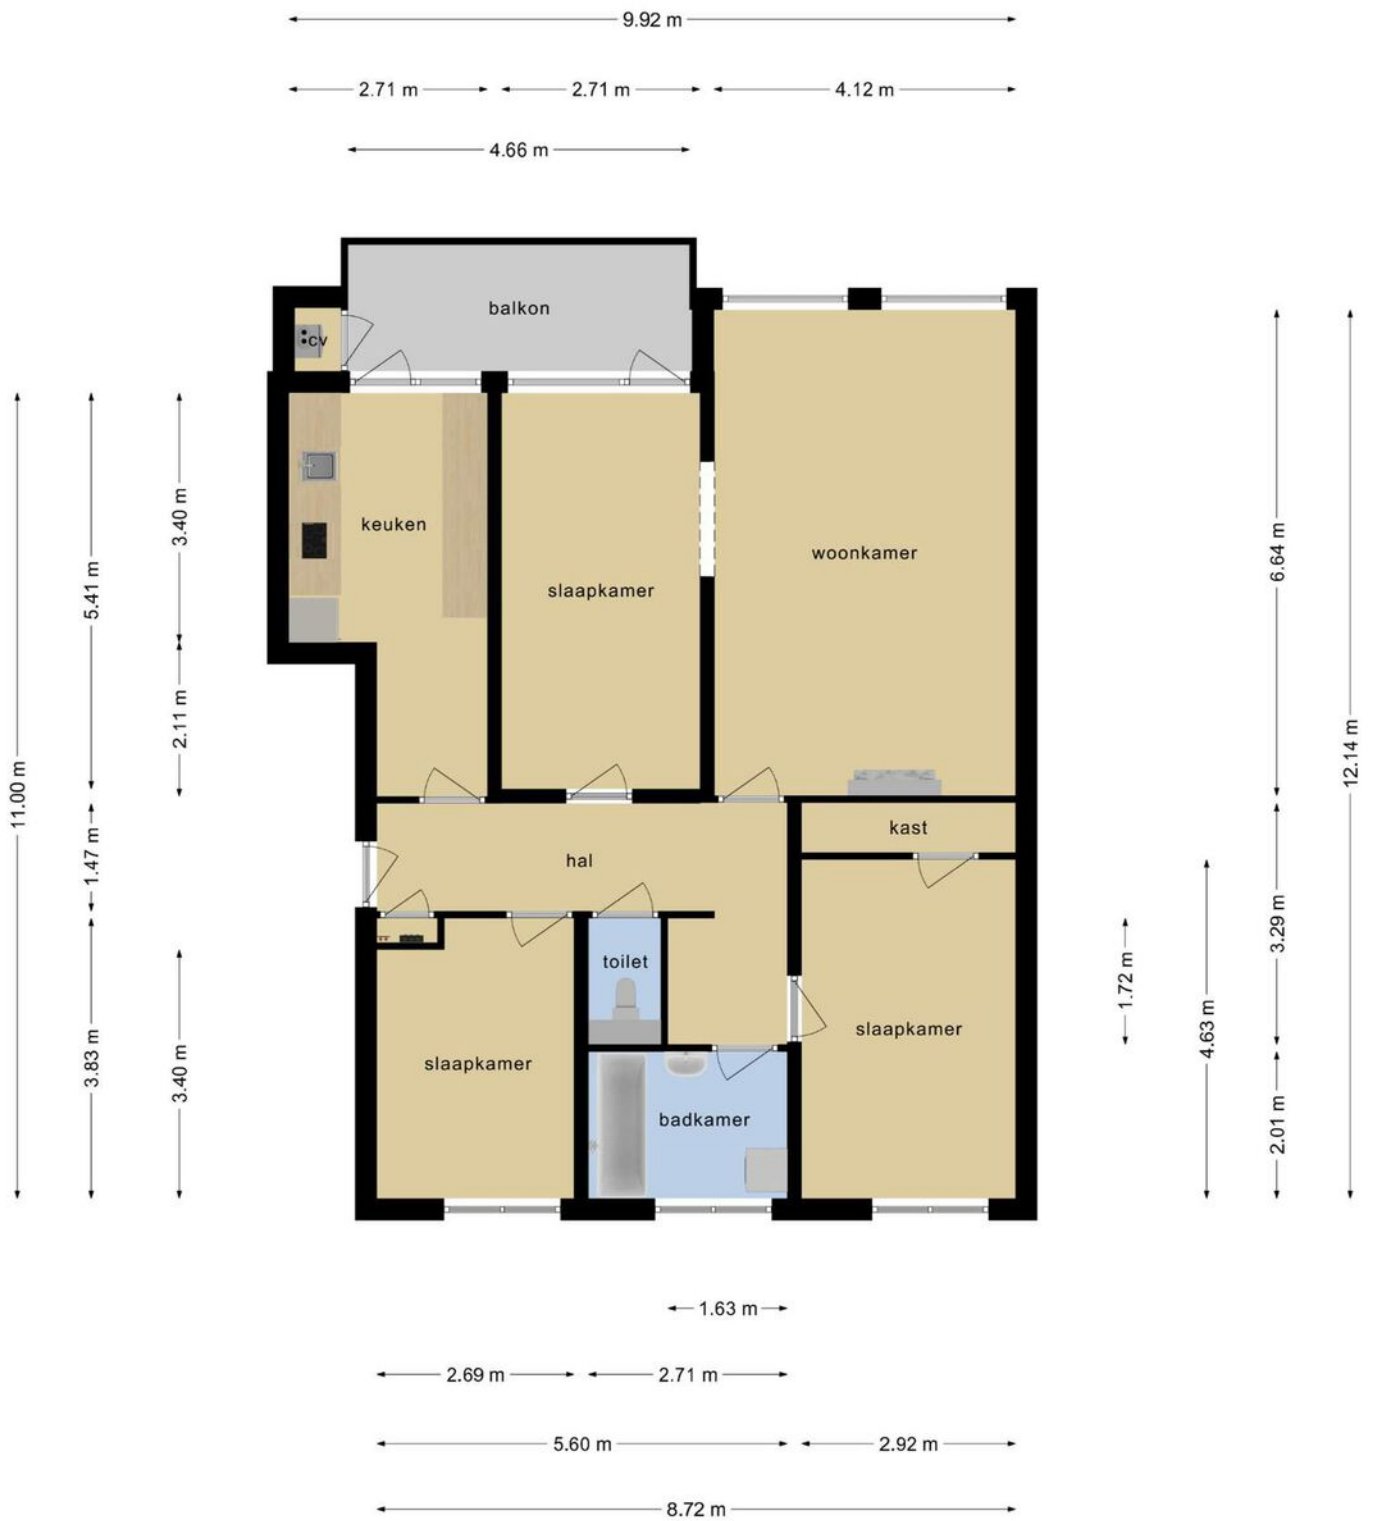 9.92 m
2.71 m
2.71 m
4.12 m
4.66 m
balkon
cv
keuken
slaapkamer
woonkamer
3.40 m
5.41 m
6.64 m
2.11 m
11.00 m
12.14 m
1.47 m
kast
hal
3.29 m
toilet
1.72 m
slaapkamer
4.63 m
slaapkamer
3.83 m
3.40 m
badkamer
2.01 m
1.63 m
2.69 m
2.71 m
5.60 m
2.92 m
8.72 m